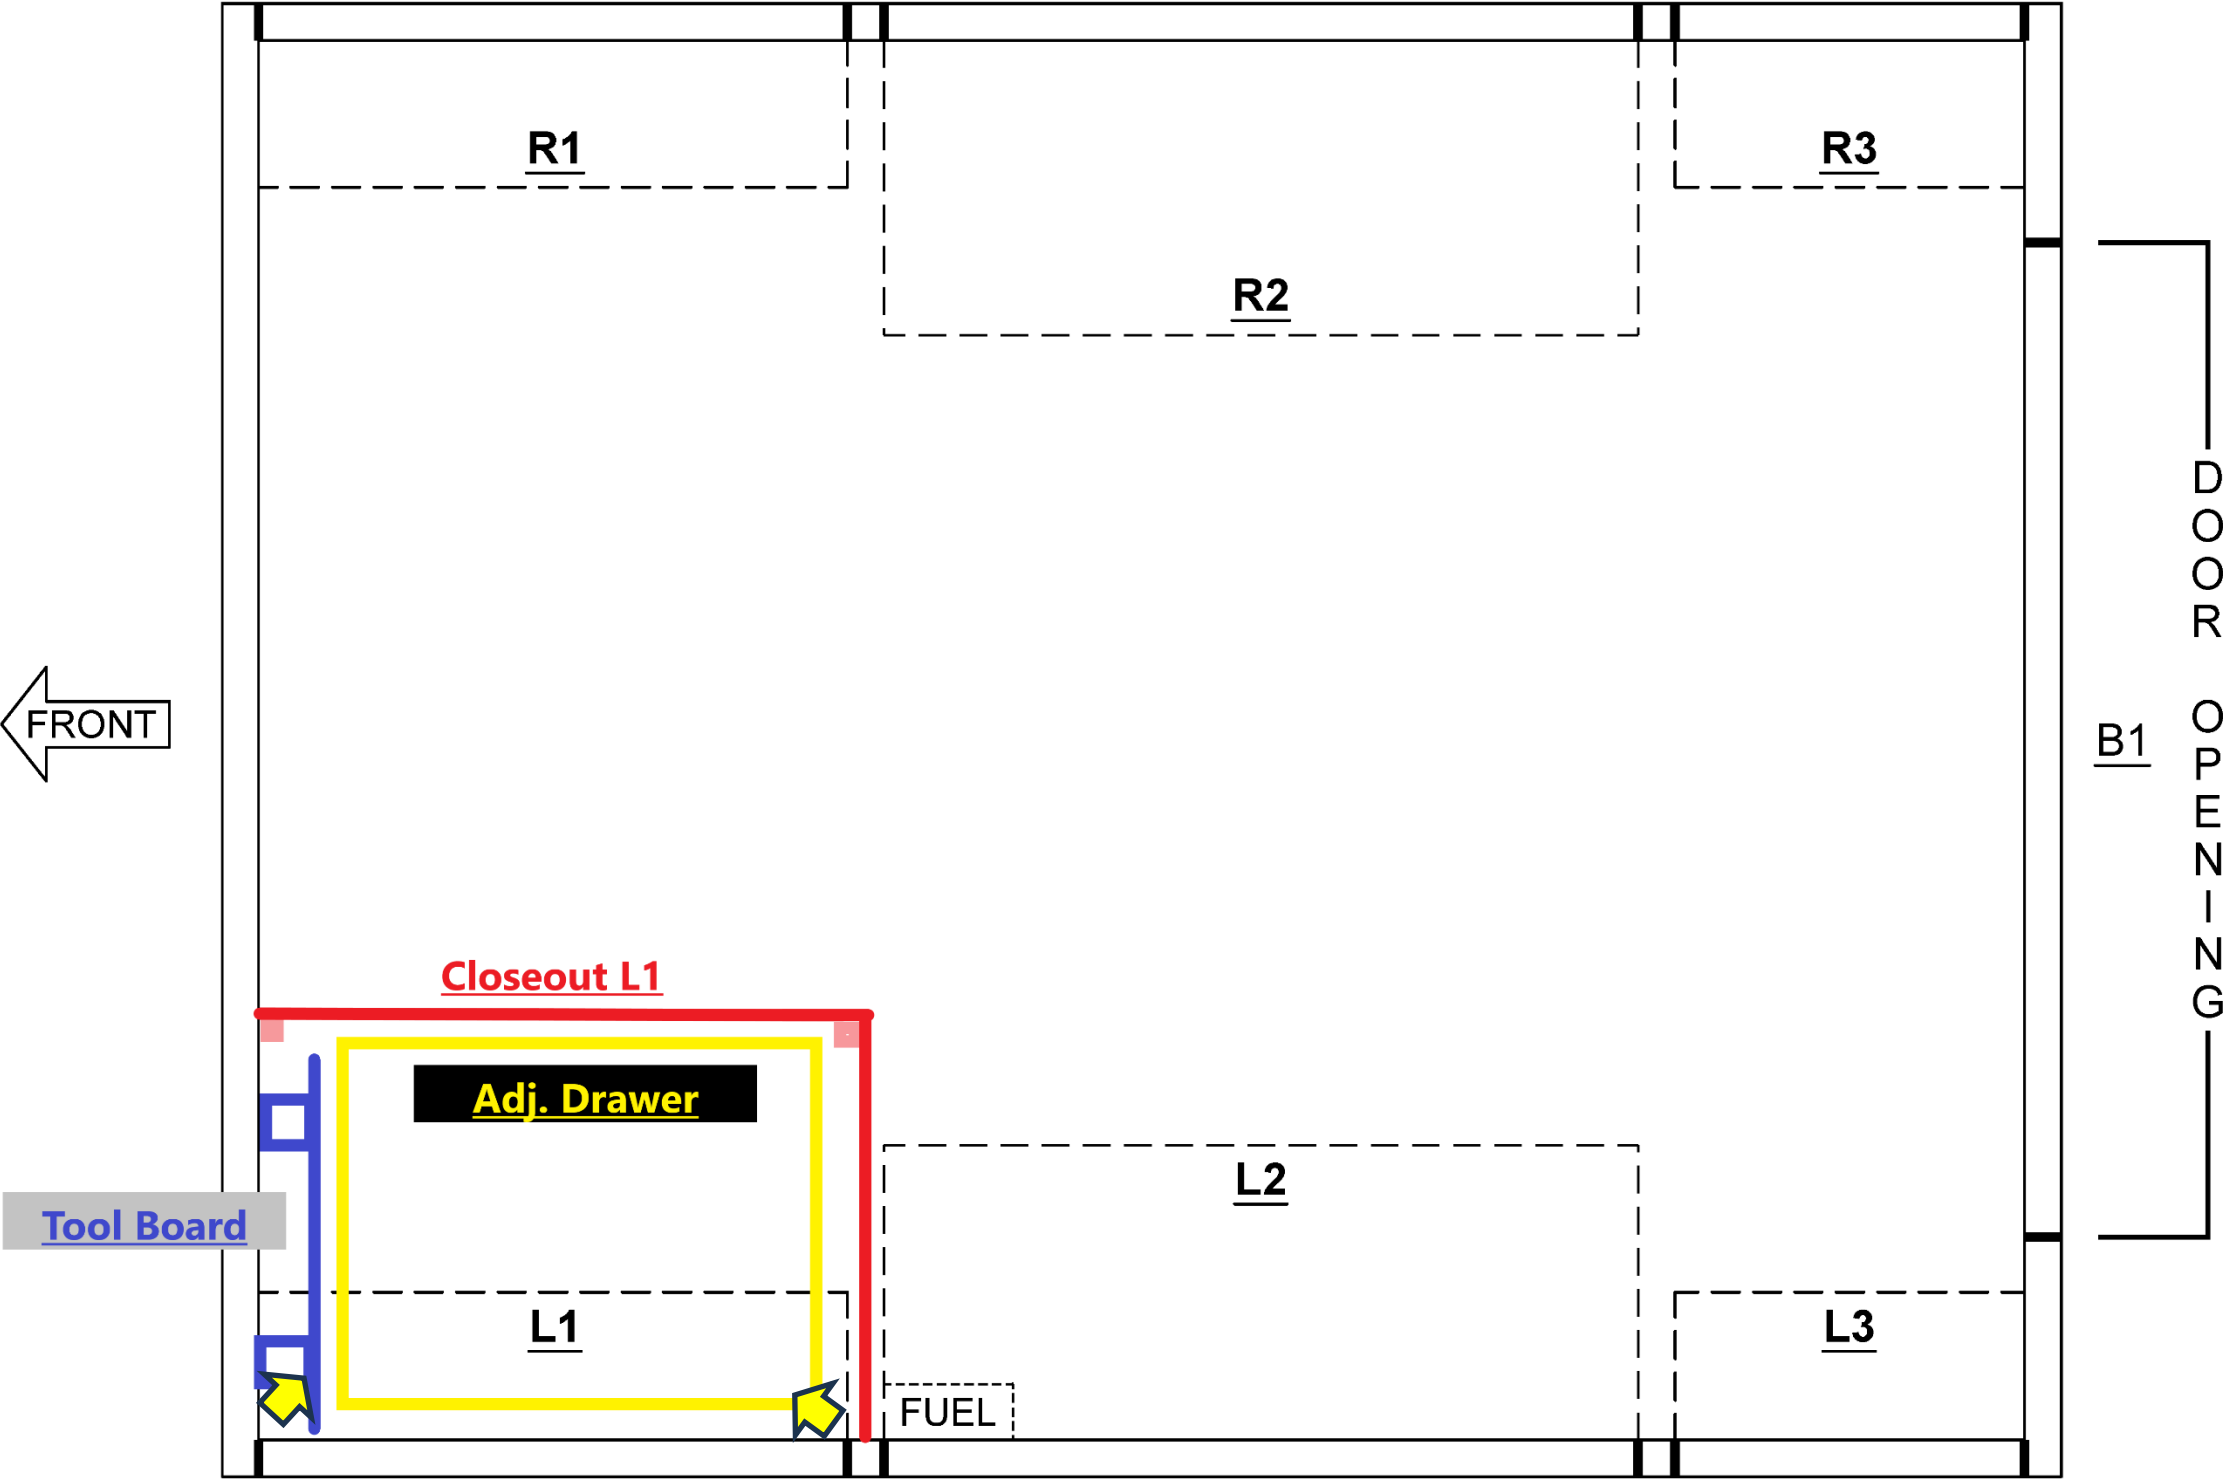 R1
R3
R2
DOOR OPENING
FRONT
B1
Closeout L1
Adj. Drawer
L2
Tool Board
L1
L3
FUEL